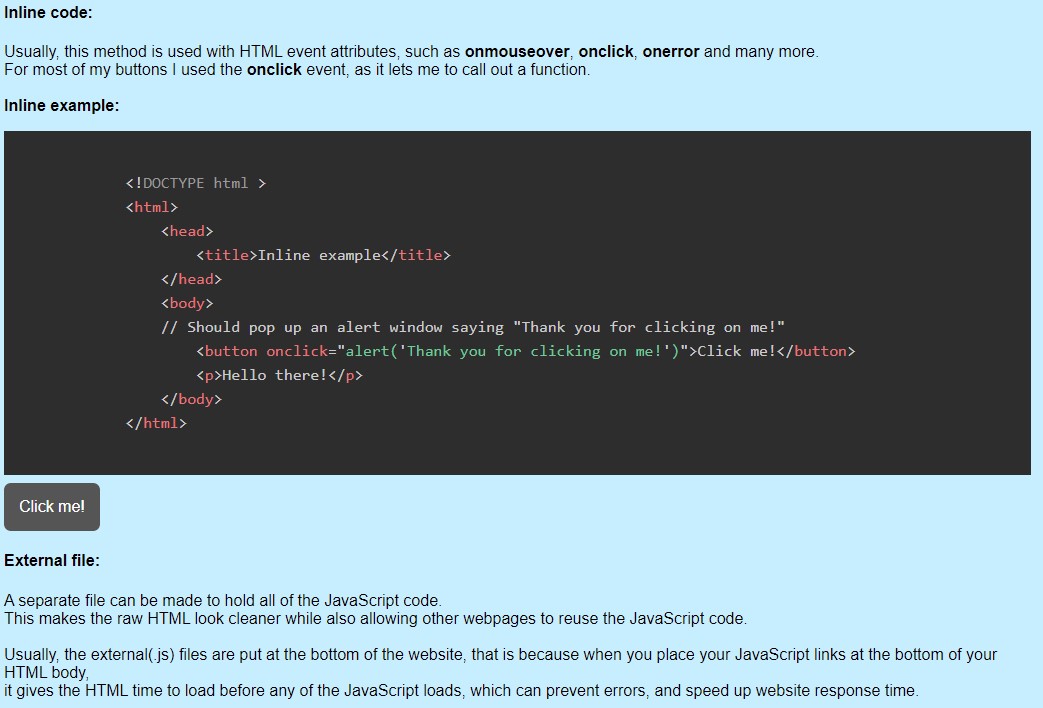 Inline code:
Usually, this method is used with HTML event attributes, such as onmouseover, onclick, onerror and many more.
For most of my buttons I used the onclick event, as it lets me to call out a function.
Inline example:
<!DOCTYPE html >
<html>
<head>
<title>Inline example</title>
</head>
<body>
// Should pop up an alert window saying "Thank you for clicking on me!"
<button onclick="alert('Thank you for clicking on me!')">Click me!</button>
<p>Hello there!</p>
</body>
</html>
Click me!
External file:
A separate file can be made to hold all of the JavaScript code.
This makes the raw HTML look cleaner while also allowing other webpages to reuse the JavaScript code.
Usually, the external(.js) files are put at the bottom of the website, that is because when you place your JavaScript links at the bottom of your
HTML body,
it gives the HTML time to load before any of the JavaScript loads, which can prevent errors, and speed up website response time.